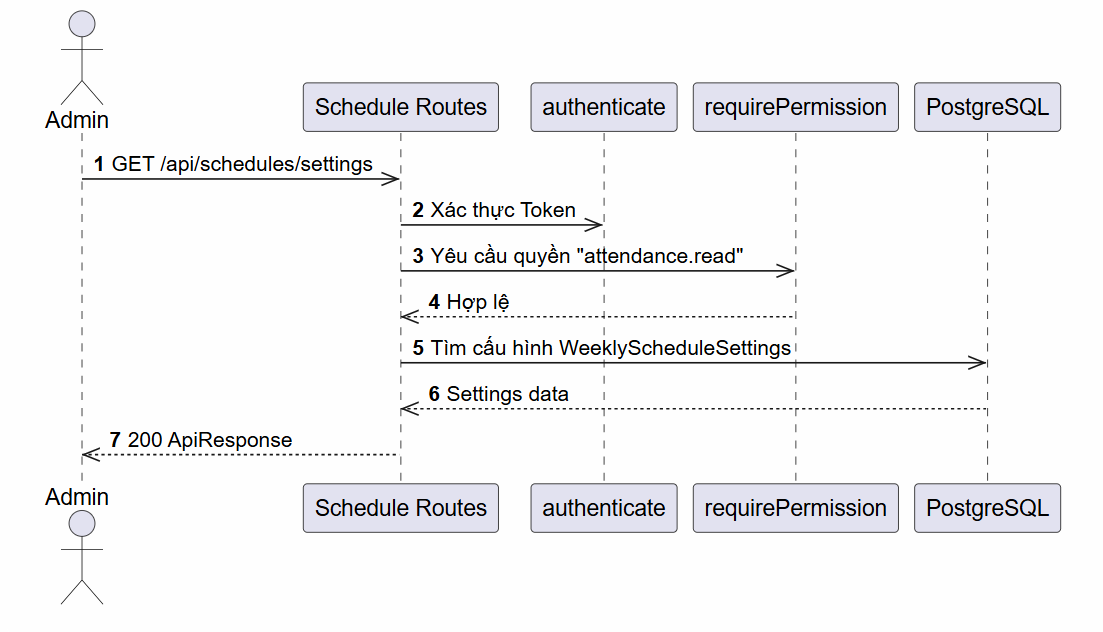 Admin
Schedule Routes
authenticate
requirePermission
PostgreSQL
1 GET /api/schedules/settings
2 Xác thực Token
3 Yêu cầu quyền "attendance.read"
4 Hợp lệ
5 Tìm cấu hình WeeklyScheduleSettings
6 Settings data
7 200 ApiResponse
Admin
Schedule Routes
authenticate
requirePermission
PostgreSQL